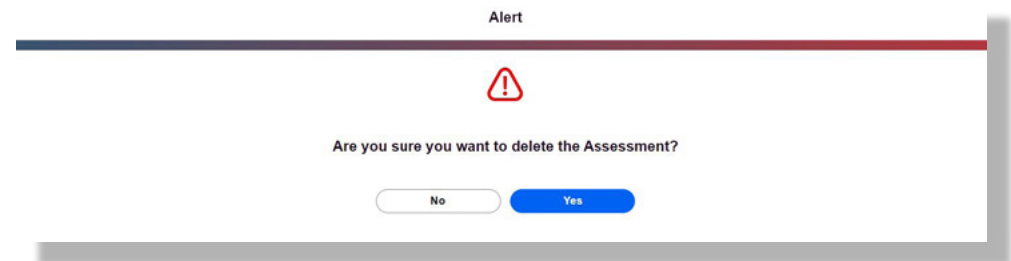 Alert
Are you sure you want to delete the Assessment?
No
Yes